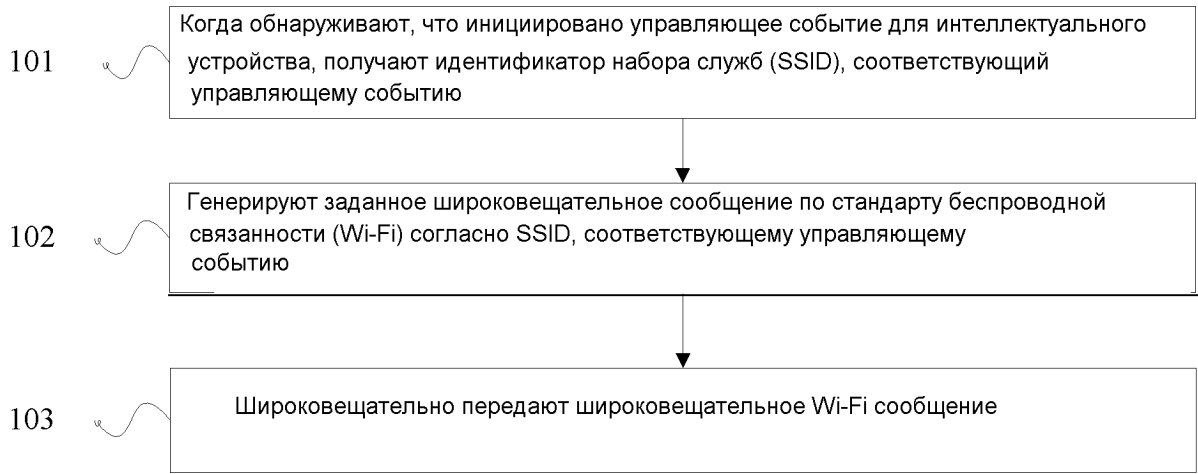 Когда обнаруживают, что инициировано управляющее событие для интеллектуального
101
устройства, получают идентификатор набора служб (SSID), соответствующий
управляющему событию
Генерируют заданное широковещательное сообщение по стандарту беспроводной
102
связанности (Wi-Fi) согласно SSID, соответствующему управляющему
событию
103
Широковещательно передают широковещательное Wi-Fi сообщение